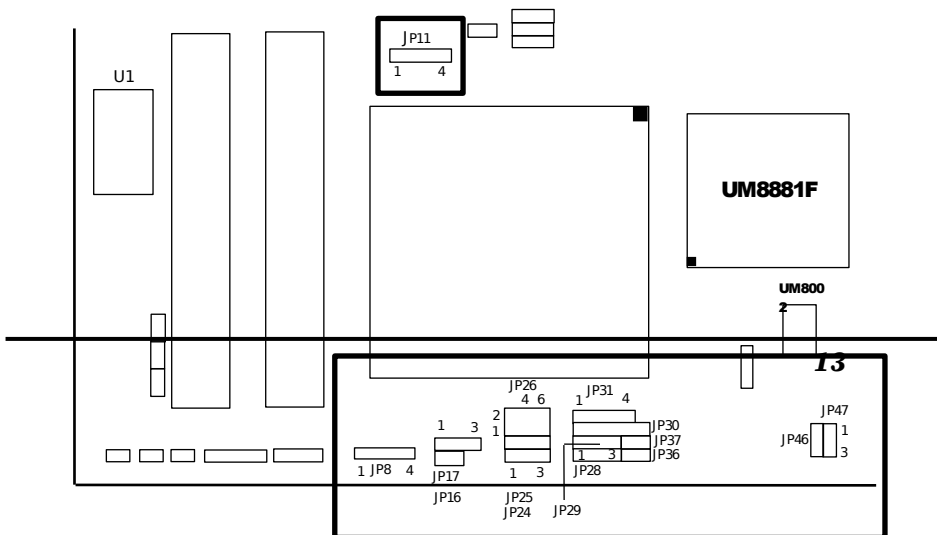 JP11
1 4
U1
UM8881F
UM800
2
13
JP26
4 6
JP31
1 4
2
1
JP47
JP30
1 3
JP37
JP46
1
1 3
JP36
3
1 JP8 4
JP17
1 3
JP28
JP16
JP25
JP24
JP29